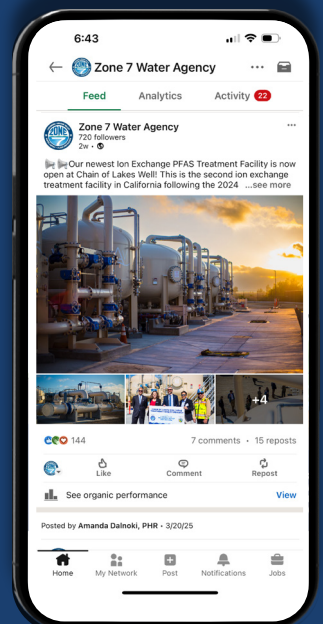 6:43
Zone 7 Water Agency
Feed Analytics Activity 22
ZONE 7
Zone 7 Water Agency
720 followers
2w •
Our newest Ion Exchange PFAS Treatment Facility is now
open at Chain of Lakes Well! This is the second ion exchange
treatment facility in California following the 2024 ...see more
+4
144 7 comments • 15 reposts
Like Comment Repost
See organic performance View
Posted by Amanda Dalnoki, PHR • 3/20/25
Home My Network Post Notifications Jobs